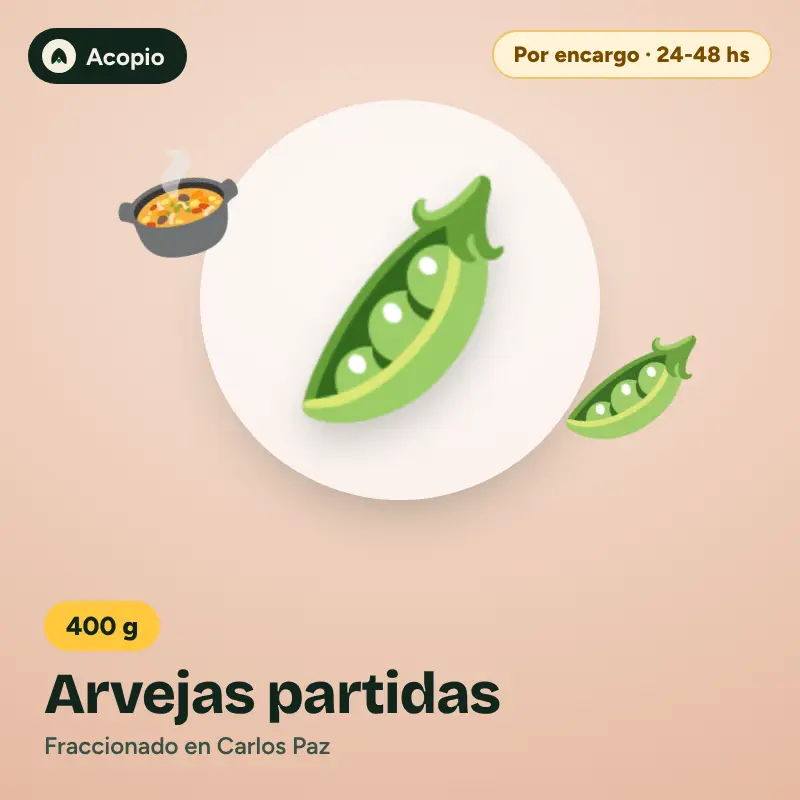 Acopio
Por encargo · 24-48 hs
400 g
Arvejas partidas
Fraccionado en Carlos Paz